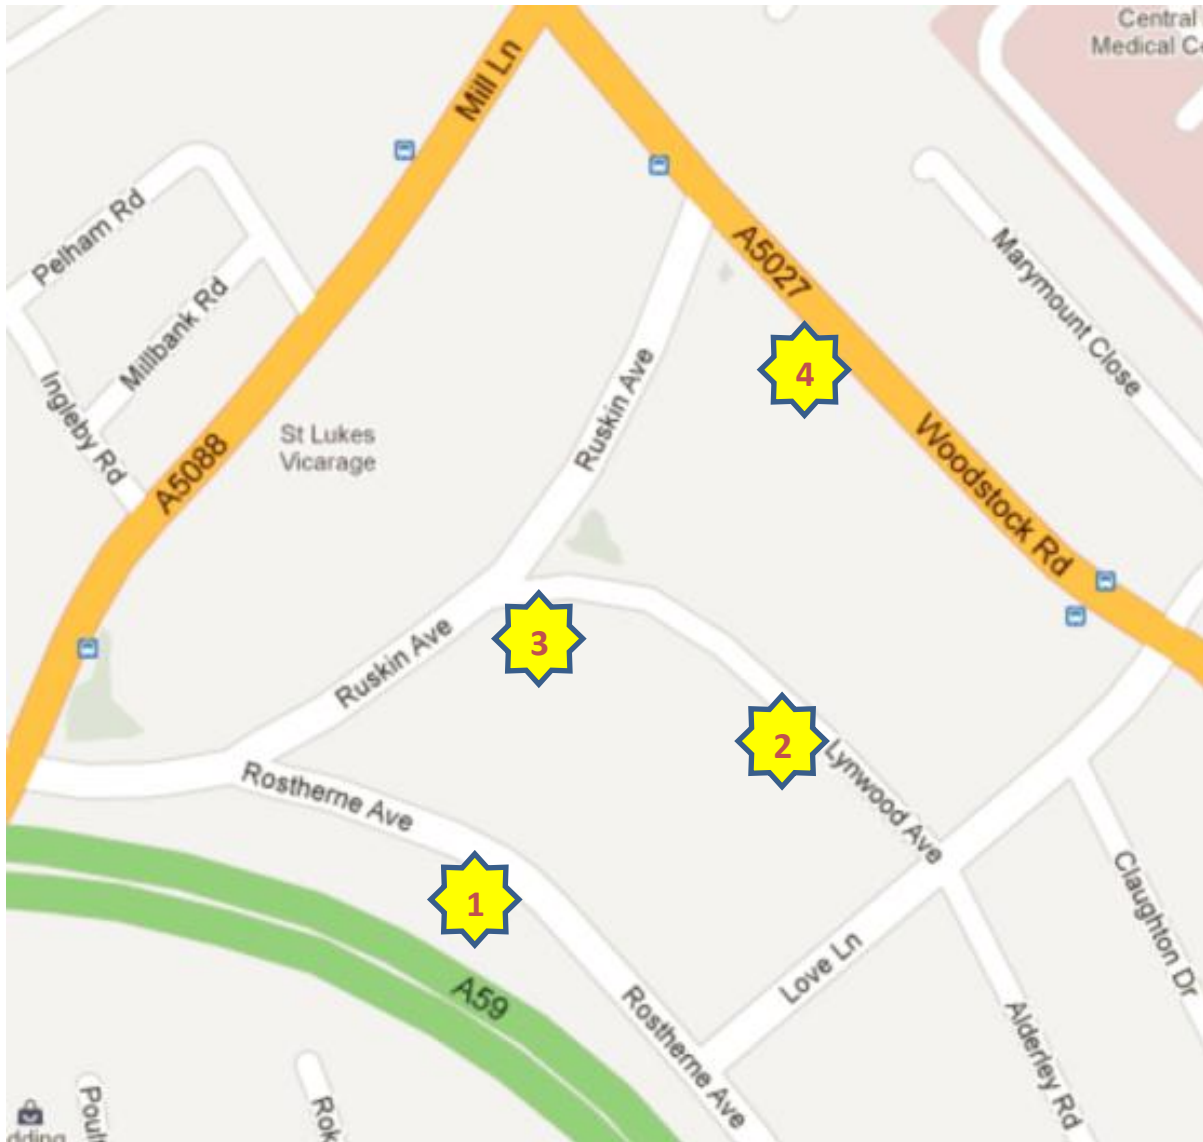 Central
Medical
Mill Ln
Pelham Rd
A5027
Marymount Close
Millbank Rd
Ruskin Ave
4
Ingleby Rd
St Lukes
Vicarage
A5088
Woodstock Rd
3
Ruskin Ave
2
Lynwood Ave
Rostherne Ave
1
Claughton Dr
Love Ln
A59
Rostherne Ave
Alderley Rd